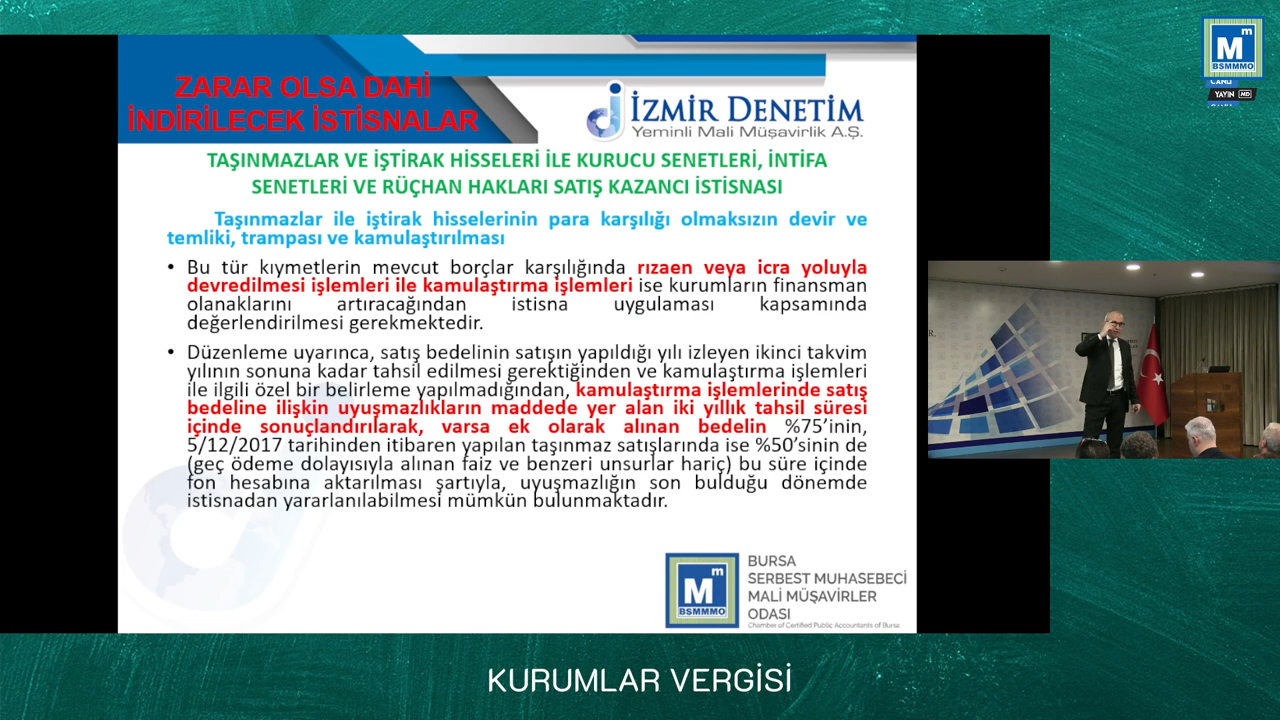 ZARAR OLSA DAHİ
İNDİRİLECEK İSTİSNALAR
İZMİR DENETİM
Yeminli Mali Müşavirlik A.Ş.
TAŞINMAZLAR VE İŞTİRAK HİSSELERİ İLE KURUCU SENETLERİ, İNTİFA
SENETLERİ VE RÜÇHAN HAKLARI SATIŞ KAZANCI İSTİSNASI
Taşınmazlar ile iştirak hisselerinin para karşılığı olmaksızın devir ve
temliki, trampası ve kamulaştırılması
• Bu tür kıymetlerin mevcut borçlar karşılığında rızaen veya icra yoluyla
devredilmesi işlemleri ile kamulaştırma işlemleri ise kurumların finansman
olanaklarını artıracağından istisna uygulaması kapsamında
değerlendirilmesi gerekmektedir.
• Düzenleme uyarınca, satış bedelinin satışın yapıldığı yılı izleyen ikinci takvim
yılının sonuna kadar tahsil edilmesi gerektiğinden ve kamulaştırma işlemleri
ile ilgili özel bir belirleme yapılmadığından, kamulaştırma işlemlerinde satış
bedeline ilişkin uyuşmazlıkların maddede yer alan iki yıllık tahsil süresi
içinde sonuçlandırılarak, varsa ek olarak alınan bedelin %75’inin,
5/12/2017 tarihinden itibaren yapılan taşınmaz satışlarında ise %50’sinin de
(geç ödeme dolayısıyla alınan faiz ve benzeri unsurlar hariç) bu süre içinde
fon hesabına aktarılması şartıyla, uyuşmazlığın son bulduğu dönemde
istisnadan yararlanılabilmesi mümkün bulunmaktadır.
Mm
BSMMMO
BURSA
SERBEST MUHASEBECİ
MALİ MÜŞAVİRLER
ODASI
Chamber of Certified Public Accountants of Bursa
Mm
BSMMMO
YAYIN HD
KURUMLAR VERGİSİ